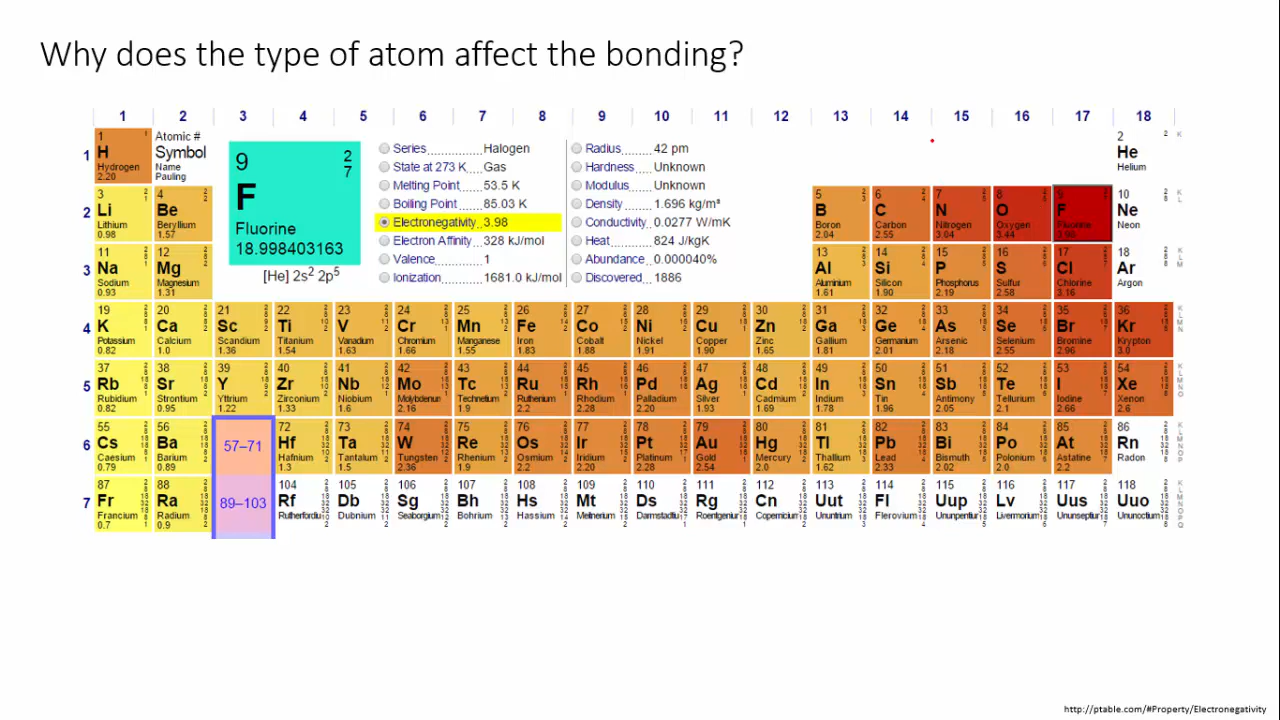 Why does the type of atom affect the bonding?
1 2 3 4 5 6 7 8 9 10 11 12 13 14 15 16 17 18
1
1 H Hydrogen 2.20
Atomic # Symbol Name Pauling
9 2 7 F Fluorine 18.998403163
[He] 2s² 2p⁵
Series.......... Halogen
State at 273 K .. Gas
Melting Point .... 53.5 K
Boiling Point ..... 85.03 K
Electronegativity .. 3.98
Electron Affinity .. 328 kJ/mol
Valence ....... 1
Ionization ........ 1681.0 kJ/mol
Radius ........ 42 pm
Hardness ...... Unknown
Modulus ....... Unknown
Density ........ 1.696 kg/m³
Conductivity .. 0.0277 W/mK
Heat ............ 824 J/kgK
Abundance ... 0.000040%
Discovered ... 1886
2 He Helium
2
3 Li Lithium 0.98
4 Be Beryllium 1.57
5 B Boron 2.04
6 C Carbon 2.55
7 N Nitrogen 3.04
8 O Oxygen 3.44
9 F Fluorine 3.98
10 Ne Neon
3
11 Na Sodium 0.93
12 Mg Magnesium 1.31
13 Al Aluminium 1.61
14 Si Silicon 1.90
15 P Phosphorus 2.19
16 S Sulfur 2.58
17 Cl Chlorine 3.16
18 Ar Argon
4
19 K Potassium 0.82
20 Ca Calcium 1.0
21 Sc Scandium 1.36
22 Ti Titanium 1.54
23 V Vanadium 1.63
24 Cr Chromium 1.66
25 Mn Manganese 1.55
26 Fe Iron 1.83
27 Co Cobalt 1.88
28 Ni Nickel 1.91
29 Cu Copper 1.90
30 Zn Zinc 1.65
31 Ga Gallium 1.81
32 Ge Germanium 2.01
33 As Arsenic 2.18
34 Se Selenium 2.55
35 Br Bromine 2.96
36 Kr Krypton 3.0
5
37 Rb Rubidium 0.82
38 Sr Strontium 0.95
39 Y Yttrium 1.22
40 Zr Zirconium 1.33
41 Nb Niobium 1.6
42 Mo Molybdenum 2.16
43 Tc Technetium 1.9
44 Ru Ruthenium 2.2
45 Rh Rhodium 2.28
46 Pd Palladium 2.20
47 Ag Silver 1.93
48 Cd Cadmium 1.69
49 In Indium 1.78
50 Sn Tin 1.96
51 Sb Antimony 2.05
52 Te Tellurium 2.1
53 I Iodine 2.66
54 Xe Xenon 2.6
6
55 Cs Caesium 0.79
56 Ba Barium 0.89
57–71
72 Hf Hafnium 1.3
73 Ta Tantalum 1.5
74 W Tungsten 2.36
75 Re Rhenium 1.9
76 Os Osmium 2.2
77 Ir Iridium 2.20
78 Pt Platinum 2.28
79 Au Gold 2.54
80 Hg Mercury 2.0
81 Tl Thallium 1.62
82 Pb Lead 2.33
83 Bi Bismuth 2.02
84 Po Polonium 2.0
85 At Astatine 2.2
86 Rn Radon
7
87 Fr Francium 0.7
88 Ra Radium 0.9
89–103
104 Rf Rutherfordiu
105 Db Dubnium
106 Sg Seaborgium
107 Bh Bohrium
108 Hs Hassium
109 Mt Meitnerium
110 Ds Darmstadtiu
111 Rg Roentgeniur
112 Cn Copernicium
113 Uut Ununtrium
114 Fl Flerovium
115 Uup Ununpentiu
116 Lv Livermorium
117 Uus Ununseptiu
118 Uuo Ununoctium
http://ptable.com/#Property/Electronegativity